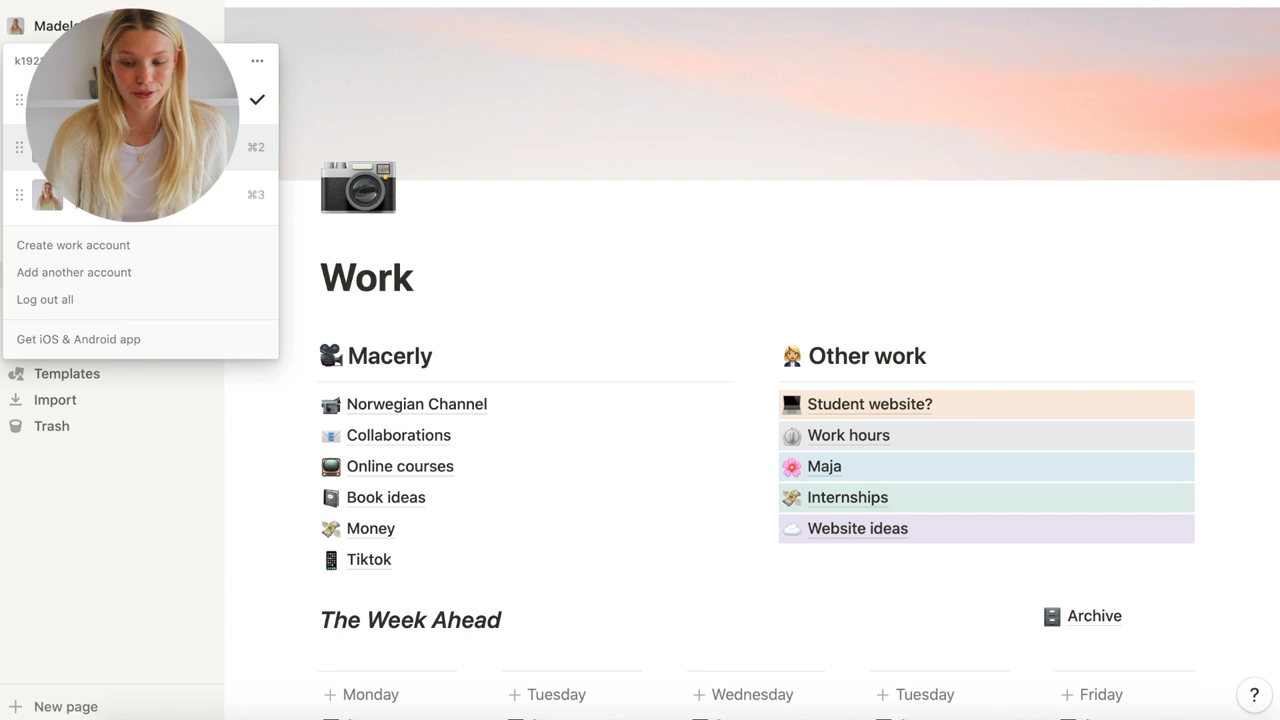 Madel
k192
⌘2
⌘3
Create work account
Add another account
Log out all
Get iOS & Android app
Templates
Import
Trash
New page
Work
Macerly
Norwegian Channel
Collaborations
Online courses
Book ideas
Money
Tiktok
Other work
Student website?
Work hours
Maja
Internships
Website ideas
The Week Ahead
Archive
+ Monday
+ Tuesday
+ Wednesday
+ Tuesday
+ Friday
?